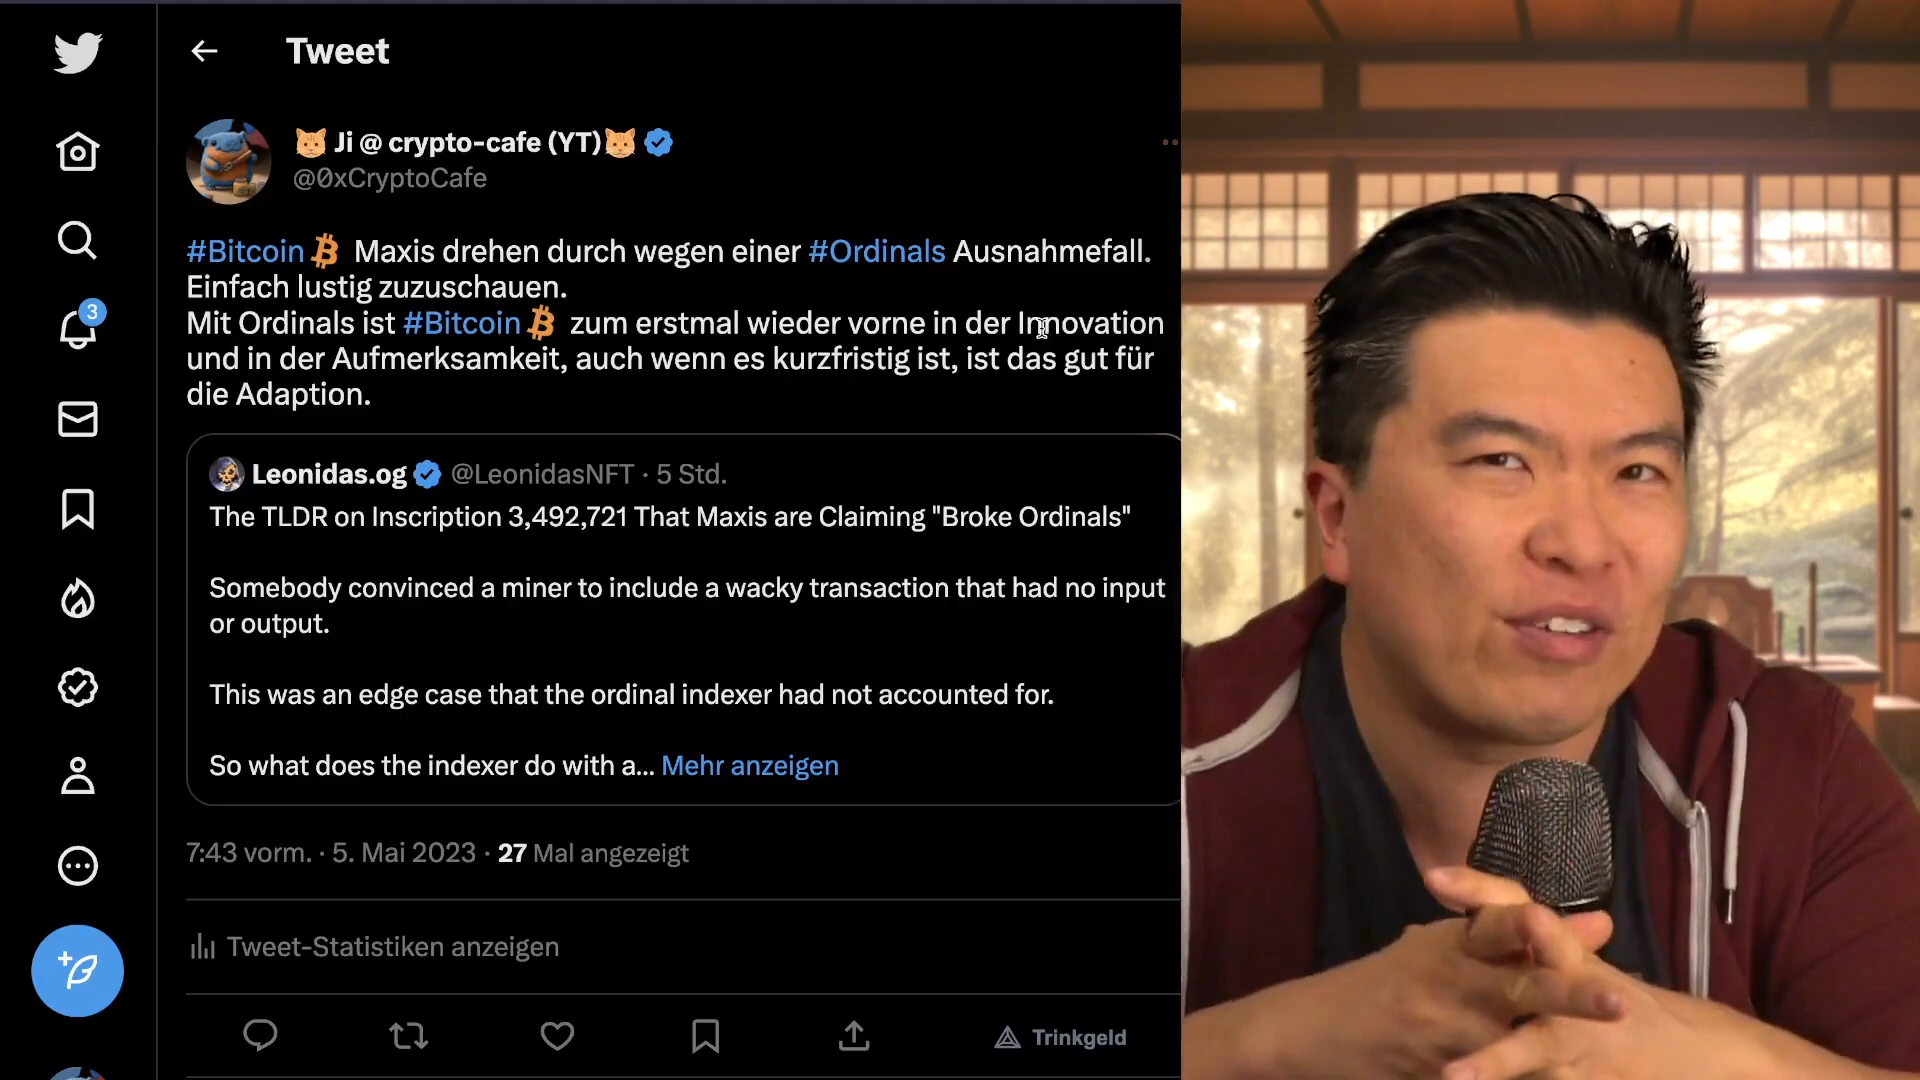 Tweet
Ji @ crypto-cafe (YT)
@0xCryptoCafe
#Bitcoin Maxis drehen durch wegen einer #Ordinals Ausnahmefall.
Einfach lustig zuzuschauen.
Mit Ordinals ist #Bitcoin zum erstmal wieder vorne in der Innovation
und in der Aufmerksamkeit, auch wenn es kurzfristig ist, ist das gut für
die Adaption.
Leonidas.og @LeonidasNFT · 5 Std.
The TLDR on Inscription 3,492,721 That Maxis are Claiming "Broke Ordinals"
Somebody convinced a miner to include a wacky transaction that had no input
or output.
This was an edge case that the ordinal indexer had not accounted for.
So what does the indexer do with a... Mehr anzeigen
7:43 vorm. · 5. Mai 2023 · 27 Mal angezeigt
Tweet-Statistiken anzeigen
Trinkgeld
3